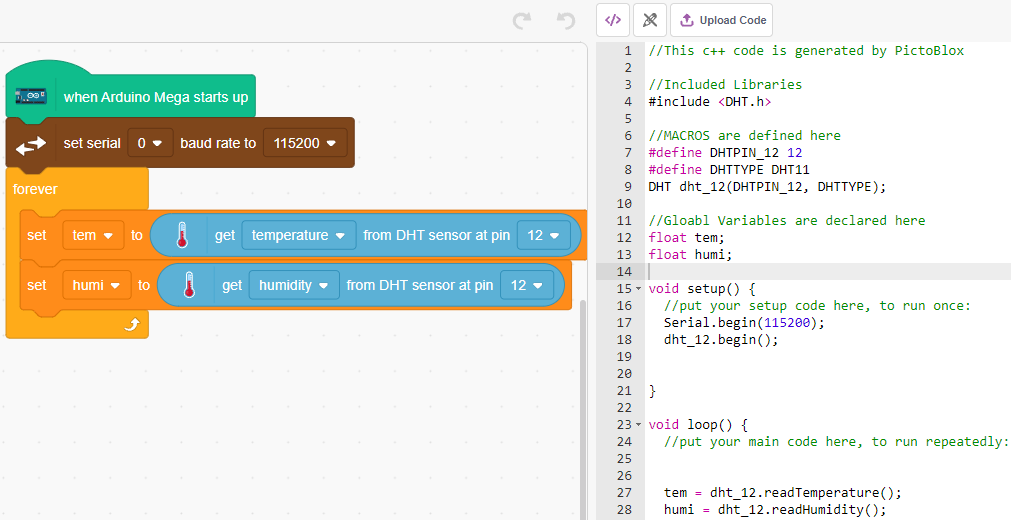 Upload Code
when Arduino Mega starts up
set serial 0 baud rate to 115200
forever
set tem to get temperature from DHT sensor at pin 12
set humi to get humidity from DHT sensor at pin 12
1 //This c++ code is generated by PictoBlox
2
3 //Included Libraries
4 #include <DHT.h>
5
6 //MACROS are defined here
7 #define DHTPIN_12 12
8 #define DHTTYPE DHT11
9 DHT dht_12(DHTPIN_12, DHTTYPE);
10
11 //Gloabl Variables are declared here
12 float tem;
13 float humi;
14
15 void setup() {
16 //put your setup code here, to run once:
17 Serial.begin(115200);
18 dht_12.begin();
19
20
21 }
22
23 void loop() {
24 //put your main code here, to run repeatedly:
25
26
27 tem = dht_12.readTemperature();
28 humi = dht_12.readHumidity();